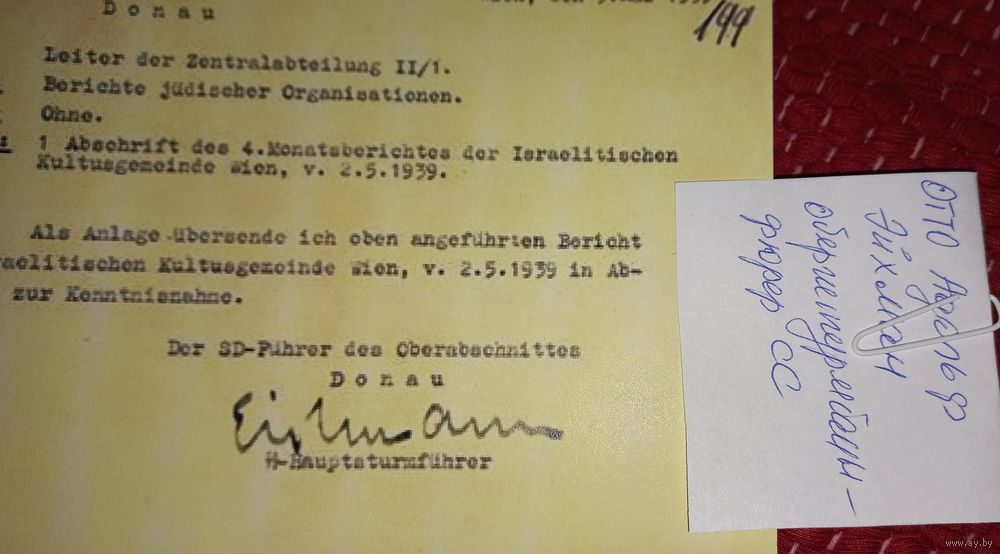 Donau
/199
Leiter der Zentralabteilung II/1.
Berichte jüdischer Organisationen.
Ohne.
1 Abschrift des 4.Monatsberichtes der Israelitischen
Kultusgemeinde Wien, v. 2.5.1939.
Als Anlage übersende ich oben angeführten Bericht
raelitischen Kultusgemeinde Wien, v. 2.5.1939 in Ab-
zur Kenntnisnahme.
Der SD-Führer des Oberabschnittes
Donau
Eichmann
SS-Hauptsturmführer
Отто Адольф
Эйхман
оберштурмбанн-
фюрер СС
www.ay.by